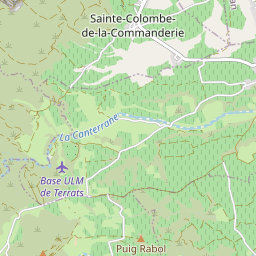 Sainte-Colombe-
de-la-Commanderie
La Canterrane
Base ULM
de Terrats
Puig Rabol